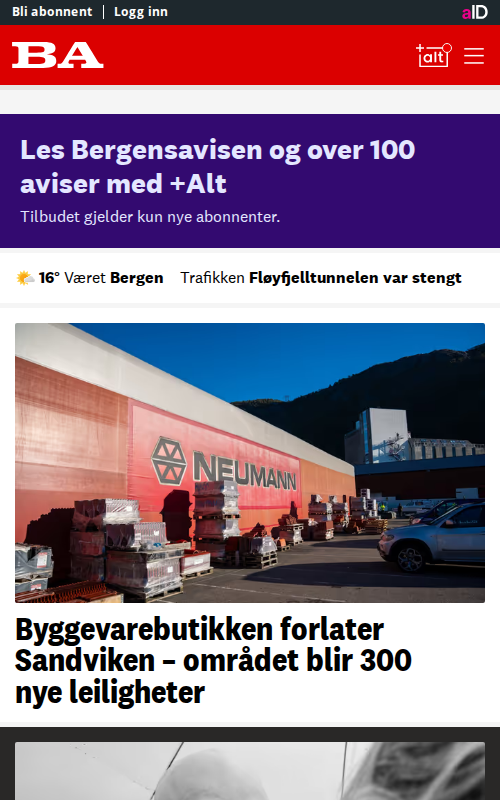 Bli abonnent
Logg inn
aID
BA
+alt
Les Bergensavisen og over 100
aviser med +Alt
Tilbudet gjelder kun nye abonnenter.
16° Været Bergen Trafikken Fløyfjelltunnelen var stengt
NEUMANN
Byggevarebutikken forlater
Sandviken – området blir 300
nye leiligheter